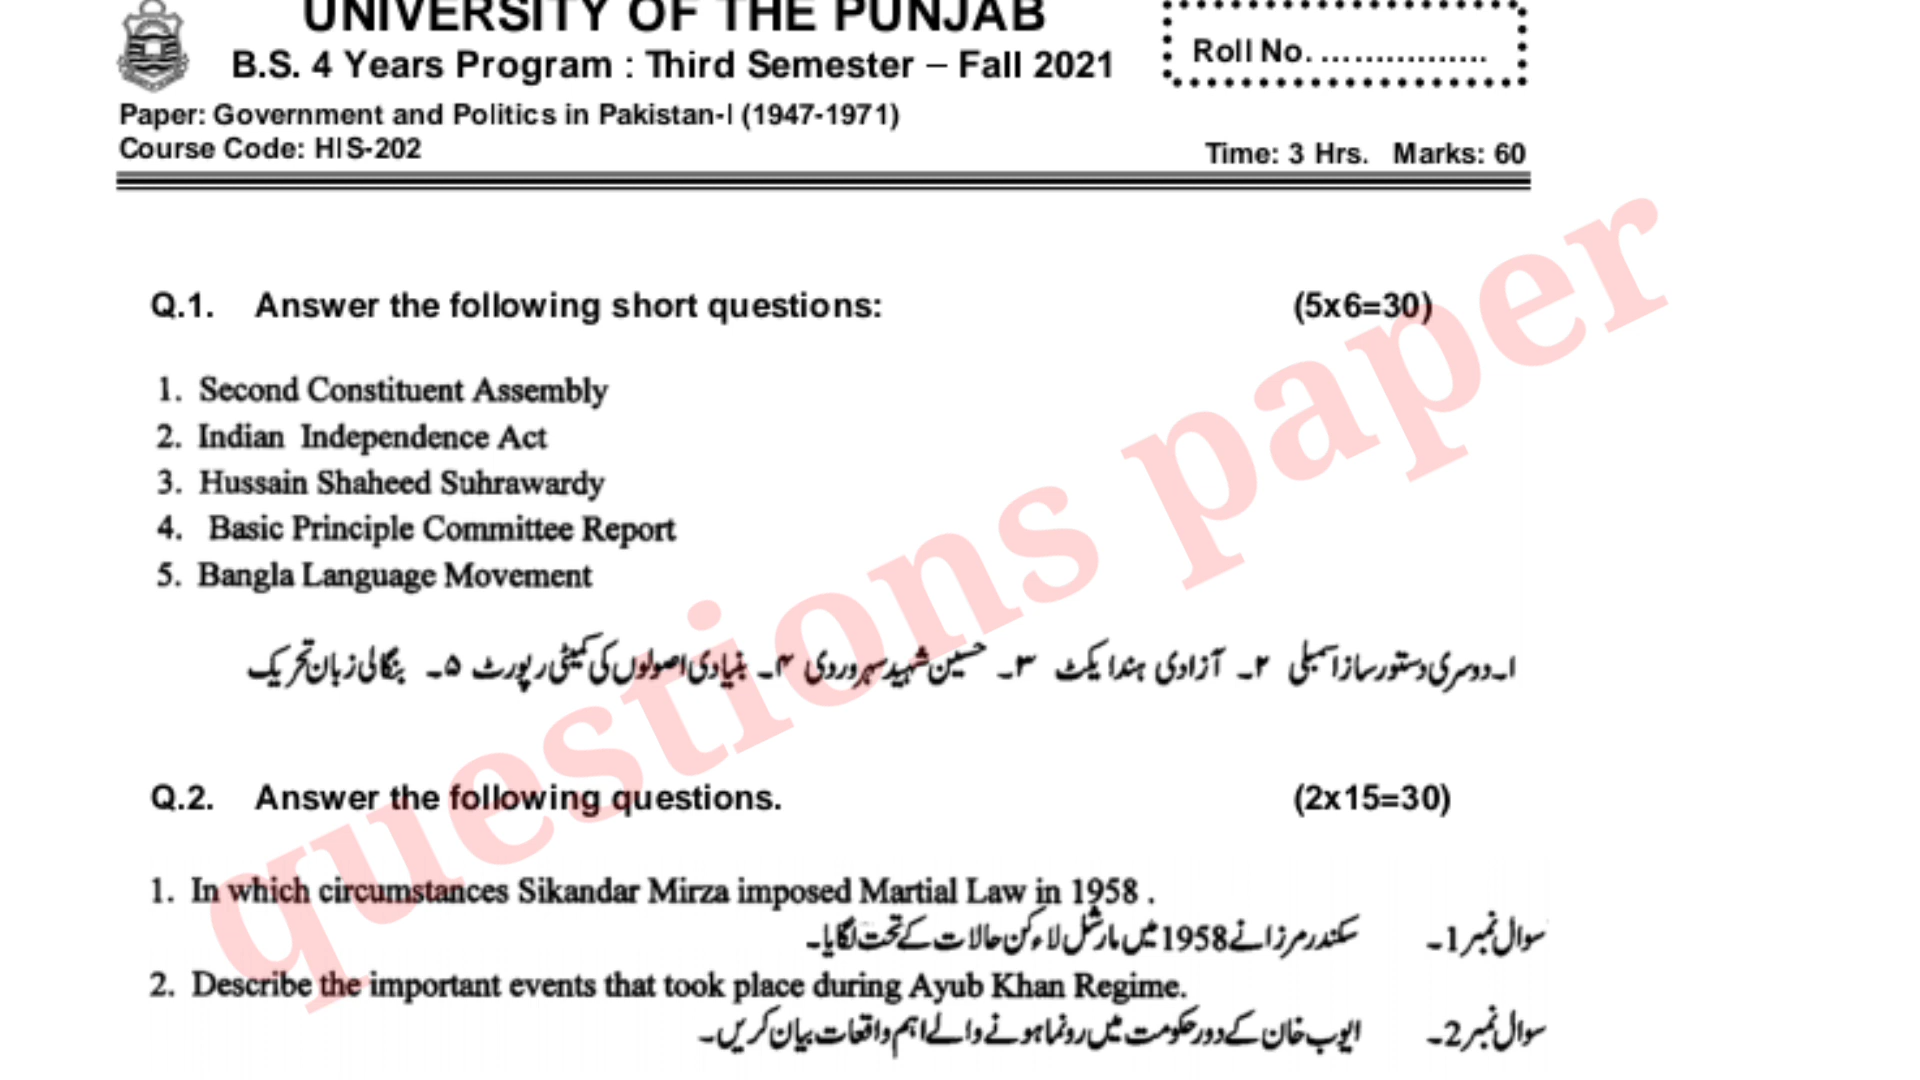 UNIVERSITY OF THE PUNJAB
B.S. 4 Years Program : Third Semester – Fall 2021
Roll No. ................
Paper: Government and Politics in Pakistan-I (1947-1971)
Course Code: HIS-202
Time: 3 Hrs. Marks: 60
Q.1. Answer the following short questions: (5x6=30)
1. Second Constituent Assembly
2. Indian Independence Act
3. Hussain Shaheed Suhrawardy
4. Basic Principle Committee Report
5. Bangla Language Movement
۱۔دوسری دستور ساز اسمبلی ۲۔ آزادی ہند ایکٹ ۳۔ حسین شہید سہروردی ۴۔ بنیادی اصولوں کی کمیٹی رپورٹ ۵۔ بنگالی زبان تحریک
Q.2. Answer the following questions. (2x15=30)
1. In which circumstances Sikandar Mirza imposed Martial Law in 1958 .
سوال نمبر 1۔ سکندر مرزا نے 1958 میں مارشل لاء کن حالات کے تحت لگایا۔
2. Describe the important events that took place during Ayub Khan Regime.
سوال نمبر 2۔ ایوب خان کے دور حکومت میں رونما ہونے والے اہم واقعات بیان کریں۔
questions paper